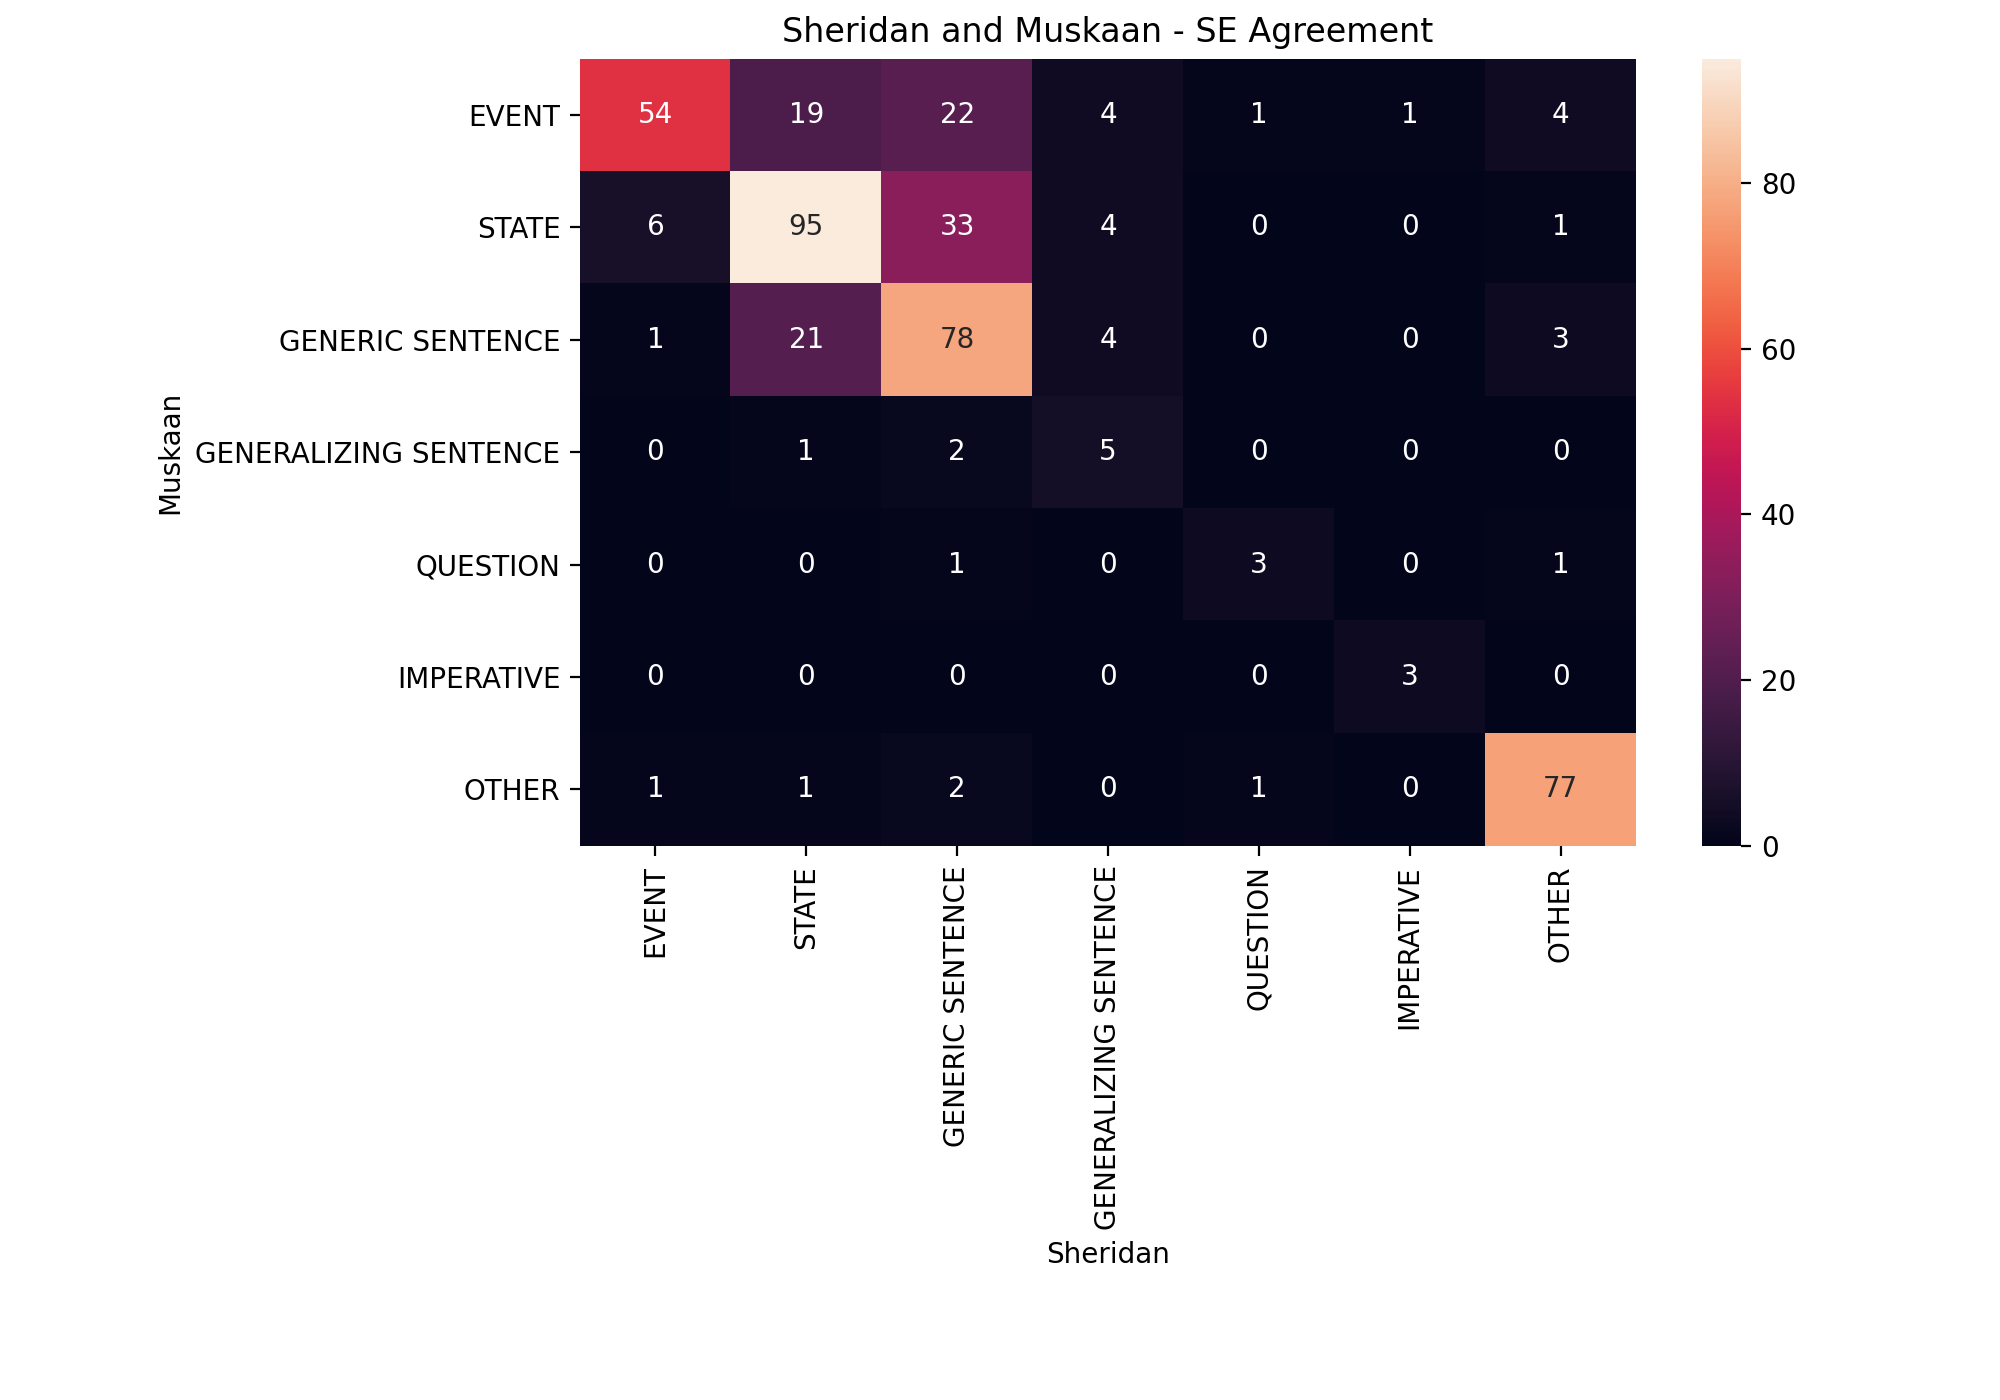 Sheridan and Muskaan - SE Agreement
EVENT 54 19 22 4 1 1 4
STATE 6 95 33 4 0 0 1
GENERIC SENTENCE 1 21 78 4 0 0 3
GENERALIZING SENTENCE 0 1 2 5 0 0 0
QUESTION 0 0 1 0 3 0 1
IMPERATIVE 0 0 0 0 0 3 0
OTHER 1 1 2 0 1 0 77
Muskaan
EVENT
STATE
GENERIC SENTENCE
GENERALIZING SENTENCE
QUESTION
IMPERATIVE
OTHER
Sheridan
80
60
40
20
0